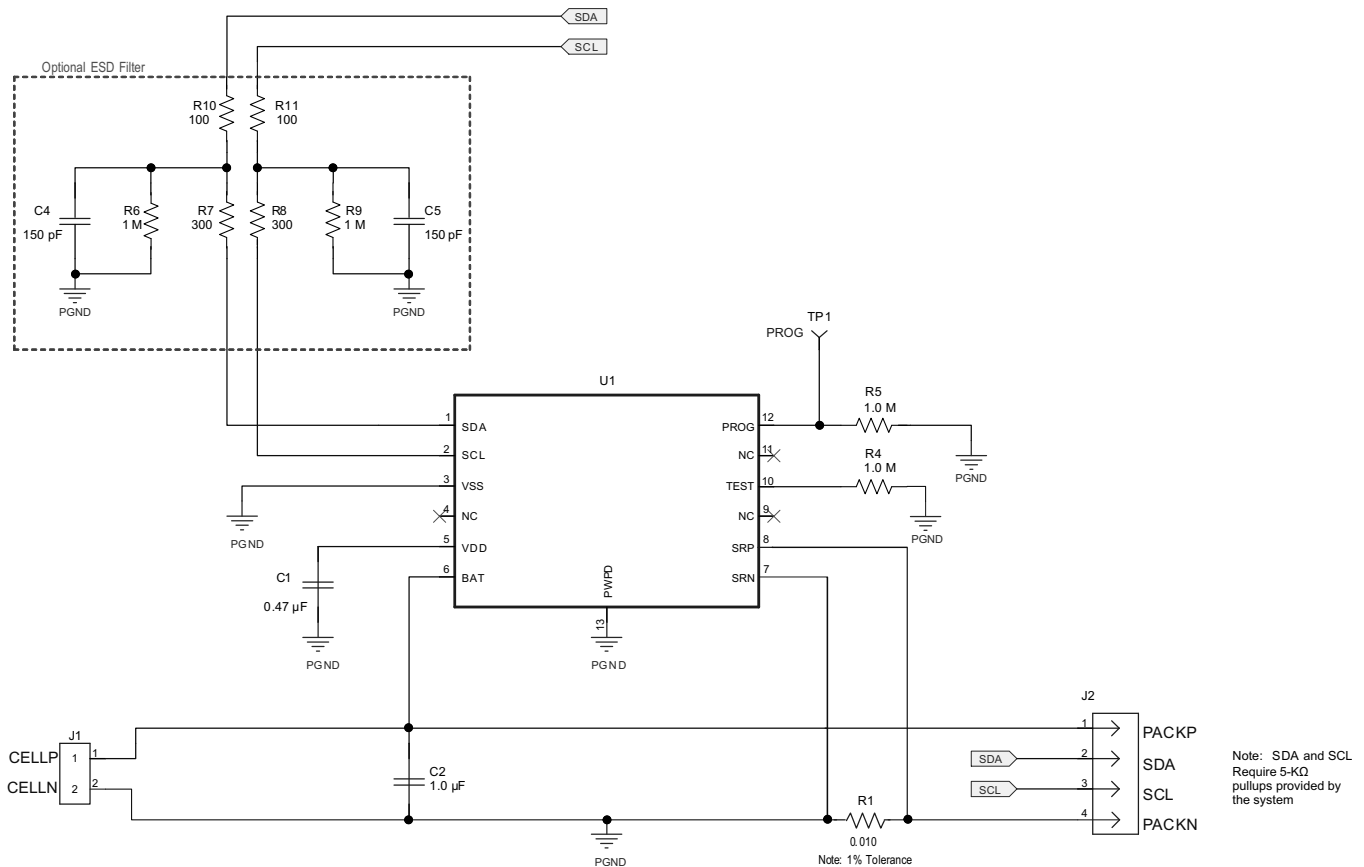 SDA
SCL
Optional ESD Filter
R10
100
R11
100
C4
150 pF
R6
1 M
R7
300
R8
300
R9
1 M
C5
150 pF
PGND
PGND
TP1
PROG
U1
R5
1.0 M
1
SDA
PROG
12
2
SCL
NC
11
PGND
R4
1.0 M
3
VSS
TEST
10
4
NC
NC
9
PGND
PGND
5
VDD
SRP
8
6
BAT
SRN
7
C1
0.47 µF
PWPD
13
PGND
PGND
J2
1
PACKP
J1
CELLP
1
1
CELLN
2
2
SDA
2
SDA
SCL
3
SCL
C2
1.0 µF
R1
0.010
4
PACKN
PGND
Note: 1% Tolerance
Note: SDA and SCL
Require 5-KΩ
pullups provided by
the system